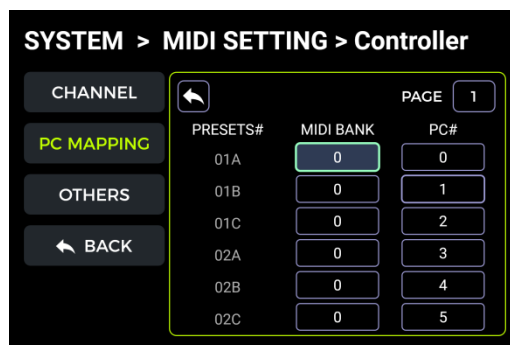 SYSTEM > MIDI SETTING > Controller
CHANNEL
PC MAPPING
OTHERS
BACK
PAGE 1
PRESETS# MIDI BANK PC#
01A 0 0
01B 0 1
01C 0 2
02A 0 3
02B 0 4
02C 0 5